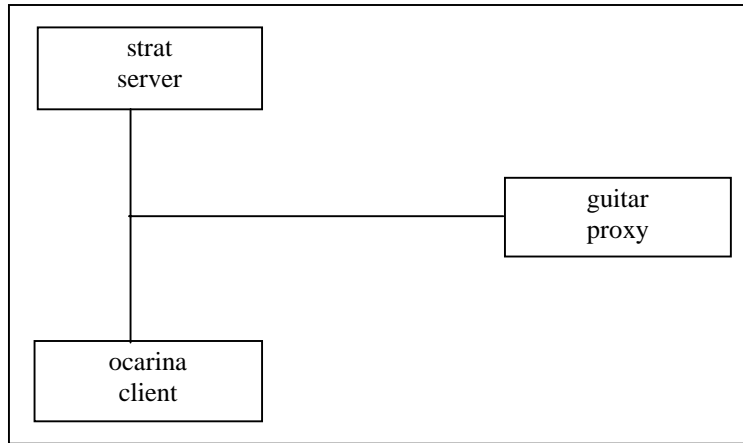 strat
server
guitar
proxy
ocarina
client